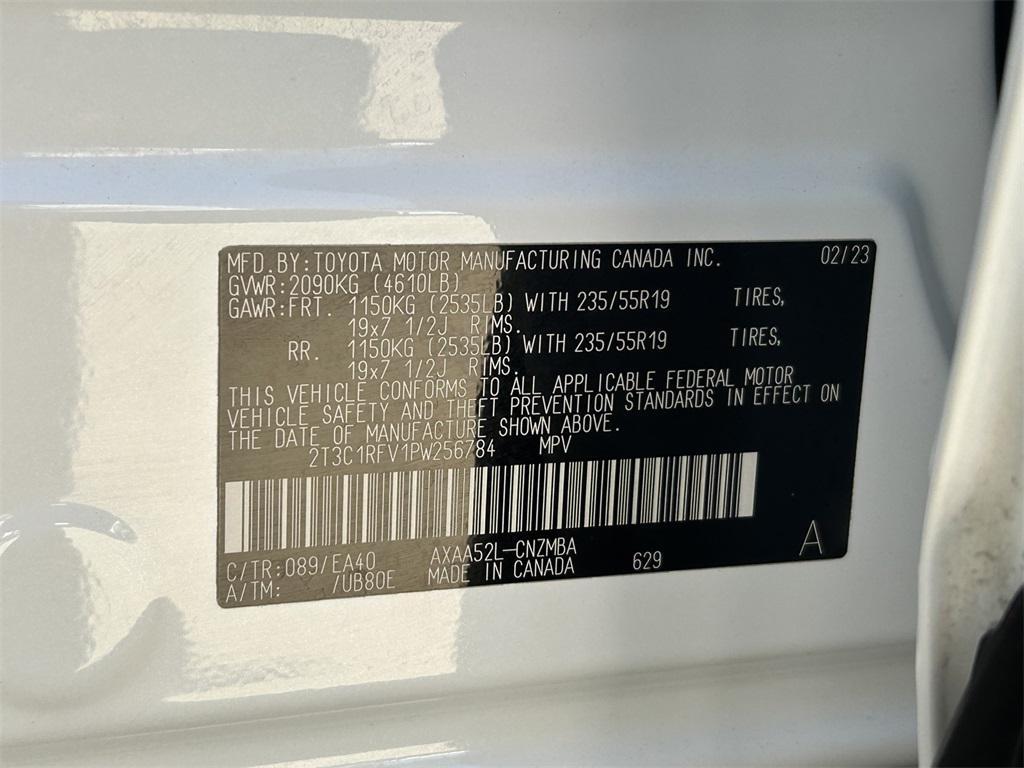 MFD.BY:TOYOTA MOTOR MANUFACTURING CANADA INC. 02/23
GVWR:2090KG (4610LB)
GAWR:FRT. 1150KG (2535LB) WITH 235/55R19 TIRES,
19x7 1/2J RIMS.
RR. 1150KG (2535LB) WITH 235/55R19 TIRES,
19x7 1/2J RIMS.
THIS VEHICLE CONFORMS TO ALL APPLICABLE FEDERAL MOTOR
VEHICLE SAFETY AND THEFT PREVENTION STANDARDS IN EFFECT ON
THE DATE OF MANUFACTURE SHOWN ABOVE.
2T3C1RFV1PW256784 MPV
C/TR:089/EA40 AXAA52L-CNZMBA 629 A
A/TM: /UB80E MADE IN CANADA